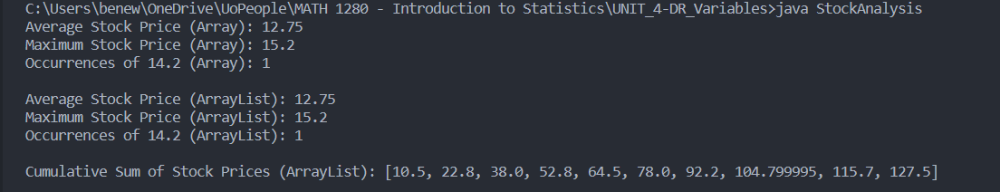 C:\Users\benew\OneDrive\UoPeople\MATH 1280 - Introduction to Statistics\UNIT_4-DR_Variables>java StockAnalysis
Average Stock Price (Array): 12.75
Maximum Stock Price (Array): 15.2
Occurrences of 14.2 (Array): 1
Average Stock Price (ArrayList): 12.75
Maximum Stock Price (ArrayList): 15.2
Occurrences of 14.2 (ArrayList): 1
Cumulative Sum of Stock Prices (ArrayList): [10.5, 22.8, 38.0, 52.8, 64.5, 78.0, 92.2, 104.799995, 115.7, 127.5]